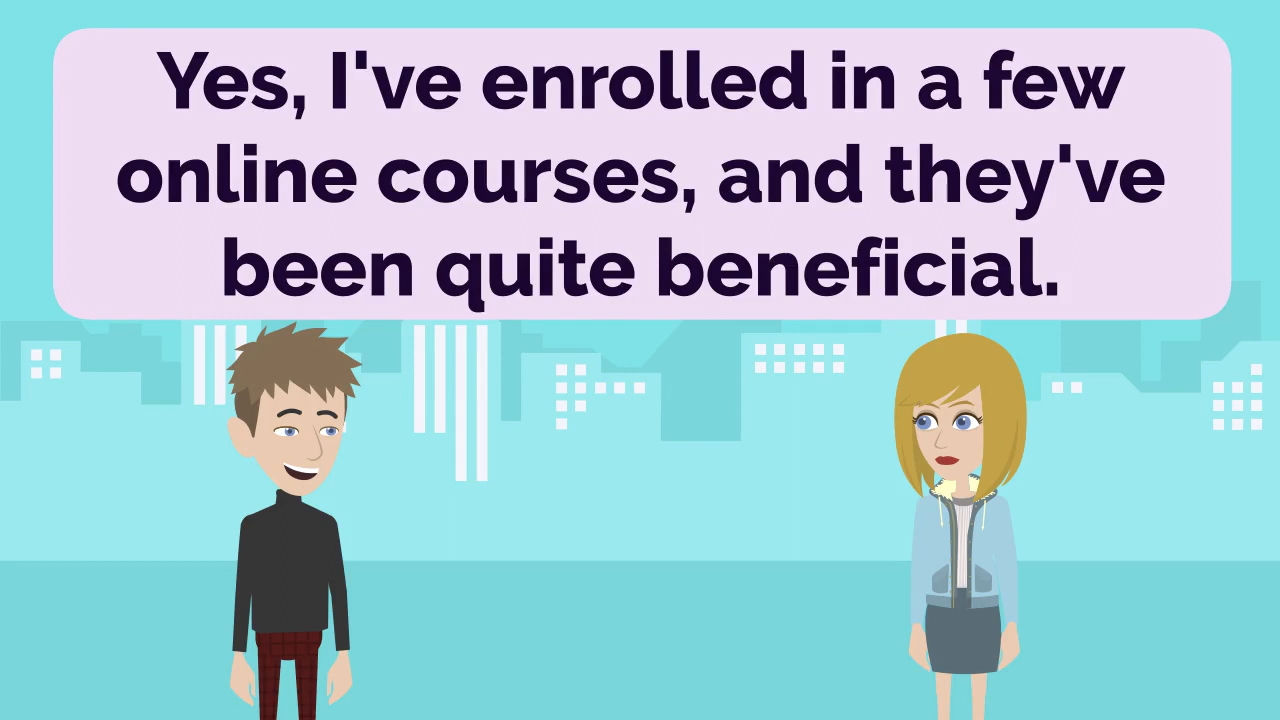 Yes, I've enrolled in a few
online courses, and they've
been quite beneficial.